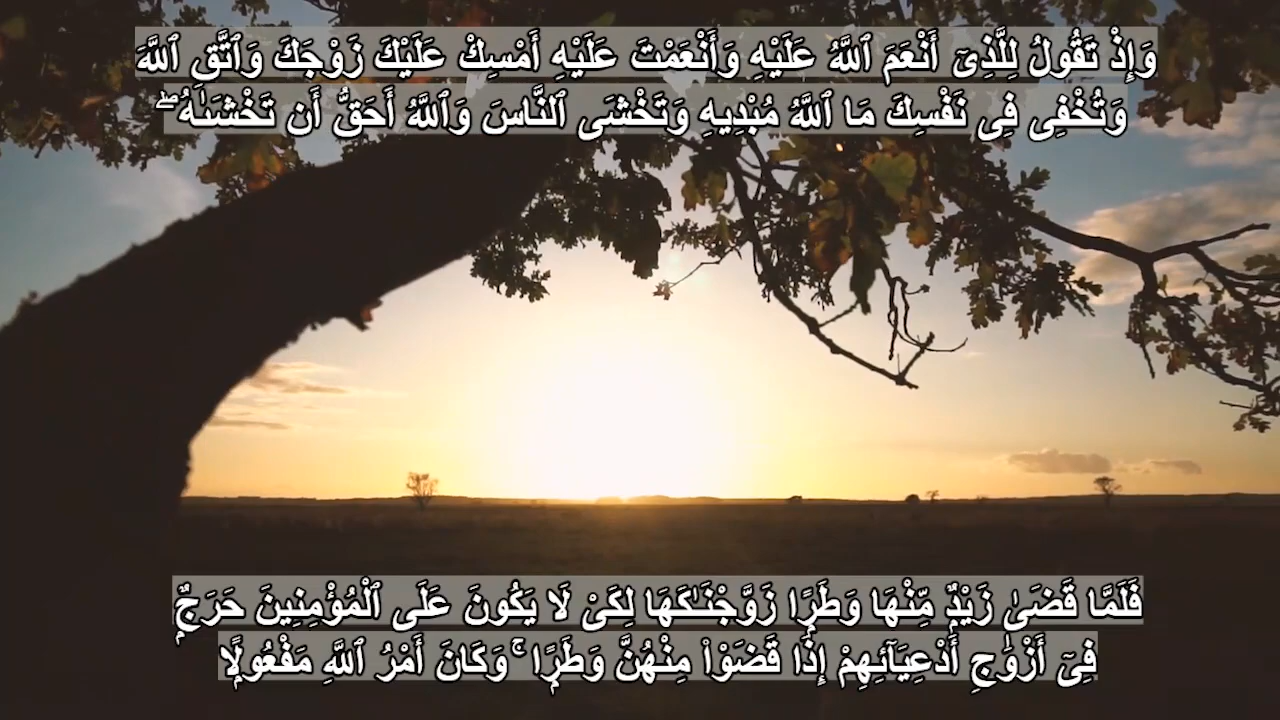 وَإِذْ تَقُولُ لِلَّذِىٓ أَنْعَمَ ٱللَّهُ عَلَيْهِ وَأَنْعَمْتَ عَلَيْهِ أَمْسِكْ عَلَيْكَ زَوْجَكَ وَٱتَّقِ ٱللَّهَ
وَتُخْفِى فِى نَفْسِكَ مَا ٱللَّهُ مُبْدِيهِ وَتَخْشَى ٱلنَّاسَ وَٱللَّهُ أَحَقُّ أَن تَخْشَىٰهُ ۖ
فَلَمَّا قَضَىٰ زَيْدٌۭ مِّنْهَا وَطَرًۭا زَوَّجْنَـٰكَهَا لِكَىْ لَا يَكُونَ عَلَى ٱلْمُؤْمِنِينَ حَرَجٌۭ
فِىٓ أَزْوَٰجِ أَدْعِيَآئِهِمْ إِذَا قَضَوْا۟ مِنْهُنَّ وَطَرًۭا ۚ وَكَانَ أَمْرُ ٱللَّهِ مَفْعُولًۭا